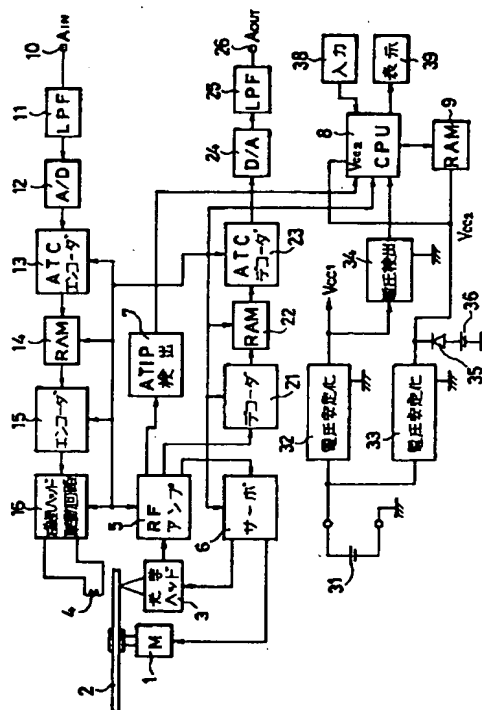 10
AIN
11
LPF
12
A/D
13
ATC
エンコーダ
14
RAM
15
エンコーダ
16
磁気ヘッド
駆動回路
4
2
1
M
3
光学
ヘッド
5
RF
アンプ
6
サーボ
7
ATIP
検出
21
デコーダ
22
RAM
23
ATC
デコーダ
24
D/A
25
LPF
26
AOUT
38
入力
39
表示
8
Vcc2
CPU
9
RAM
Vcc2
Vcc1
34
電圧検出
32
電圧安定化
33
電圧安定化
35
36
31